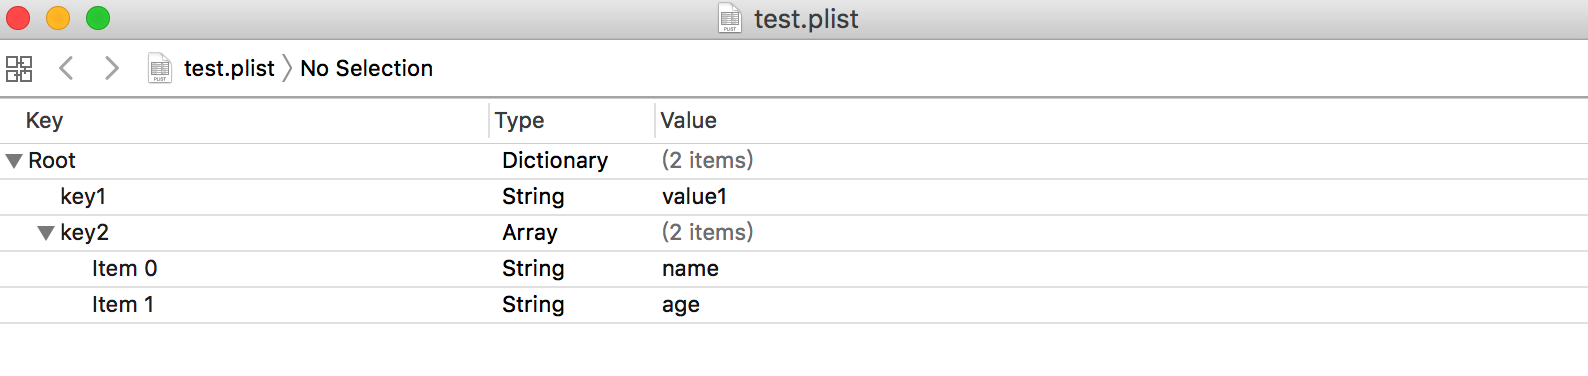 test.plist
test.plist No Selection
Key Type Value
Root Dictionary (2 items)
key1 String value1
key2 Array (2 items)
Item 0 String name
Item 1 String age